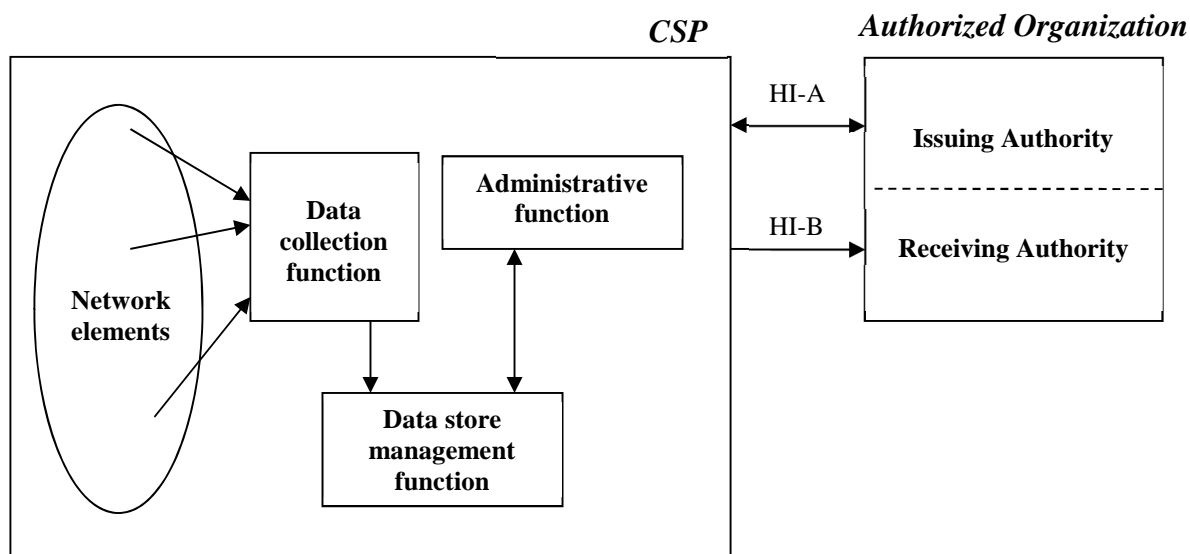 CSP
Authorized Organization
HI-A
Issuing Authority
Administrative
function
Data
collection
function
HI-B
Receiving Authority
Network
elements
Data store
management
function